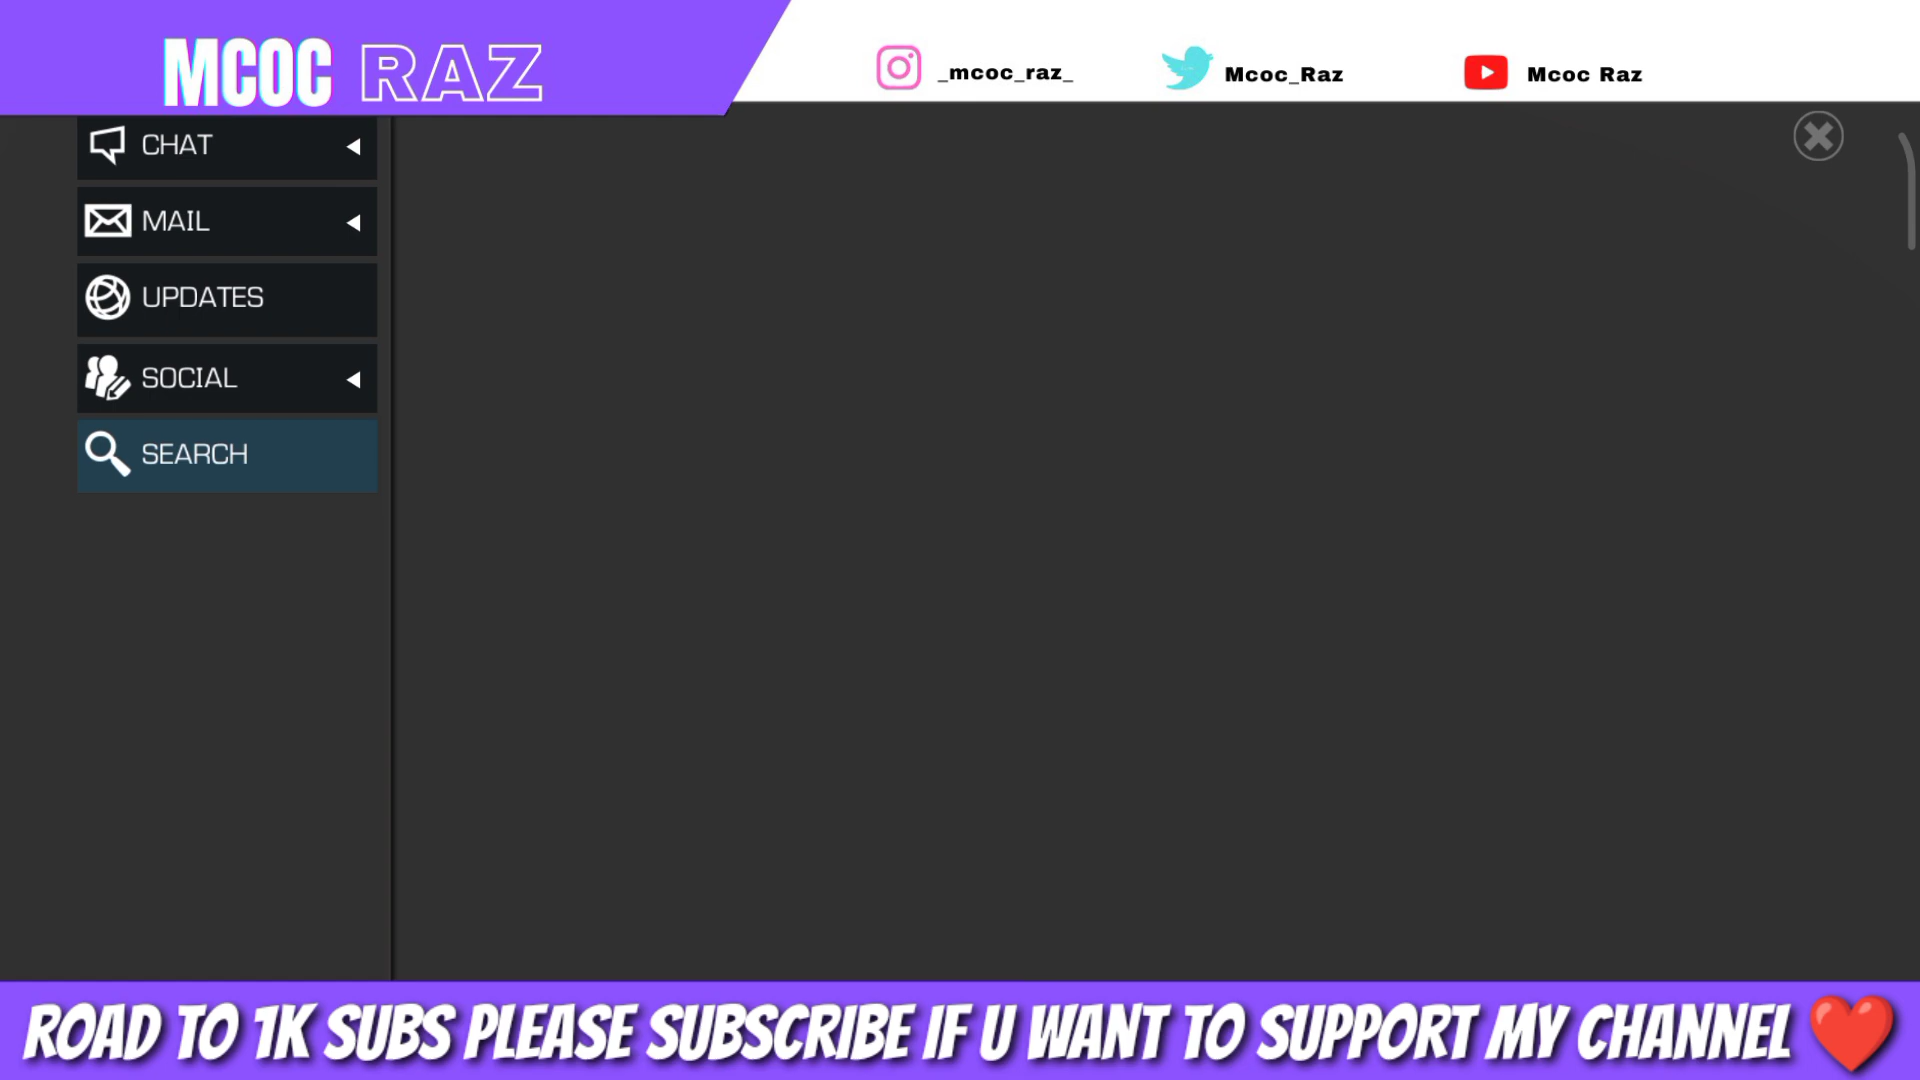 MCOC RAZ
_mcoc_raz_
Mcoc_Raz
Mcoc Raz
CHAT
MAIL
UPDATES
SOCIAL
SEARCH
ROAD TO 1K SUBS PLEASE SUBSCRIBE IF U WANT TO SUPPORT MY CHANNEL ❤️